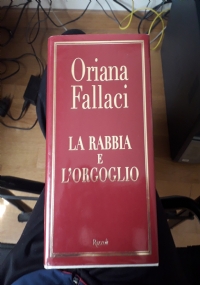 Oriana
Fallaci
LA RABBIA
E
L'ORGOGLIO
Rizzoli